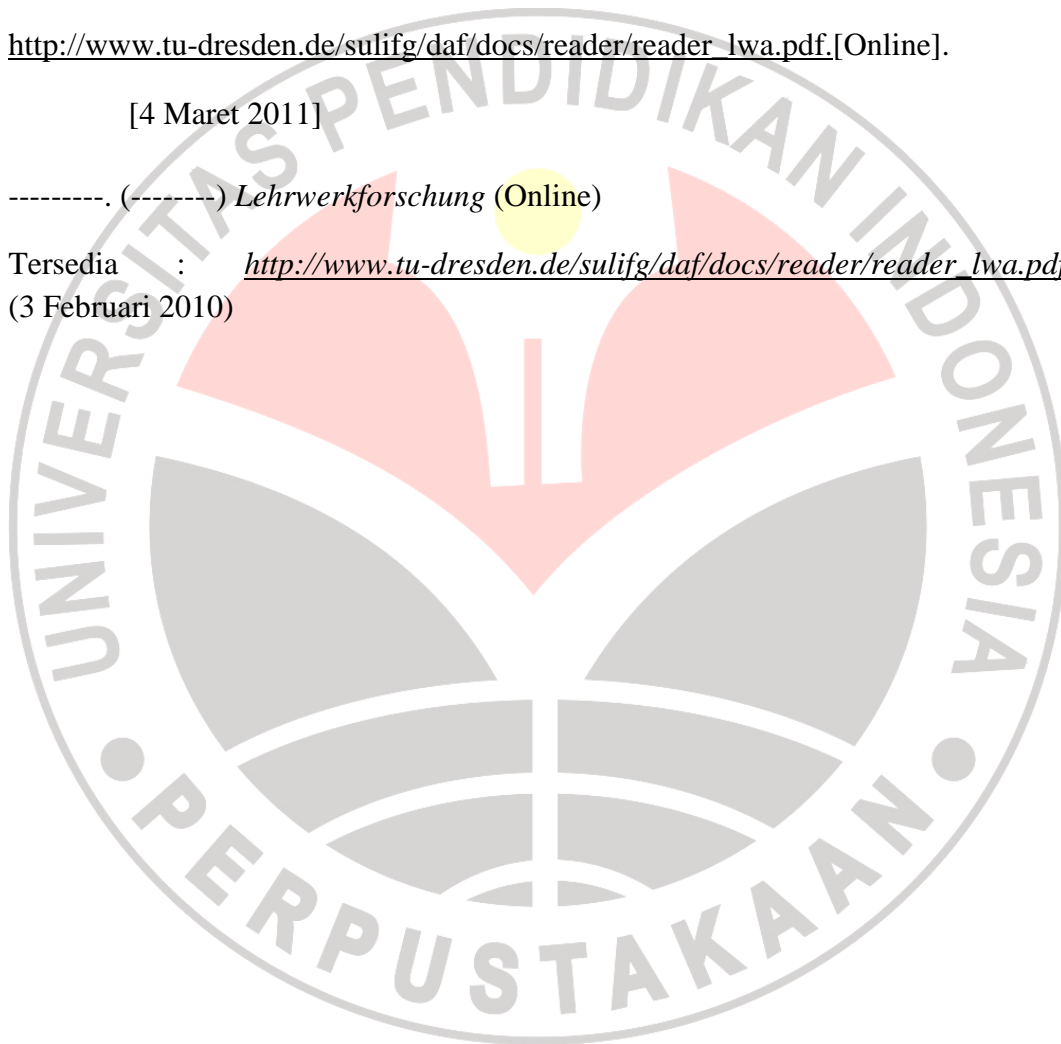 http://www.tu-dresden.de/sulifg/daf/docs/reader/reader_lwa.pdf.[Online].
[4 Maret 2011]
---------. (--------) Lehrwerkforschung (Online)
Tersedia : http://www.tu-dresden.de/sulifg/daf/docs/reader/reader_lwa.pdf
(3 Februari 2010)
UNIVERSITAS PENDIDIKAN INDONESIA
PERPUSTAKAAN